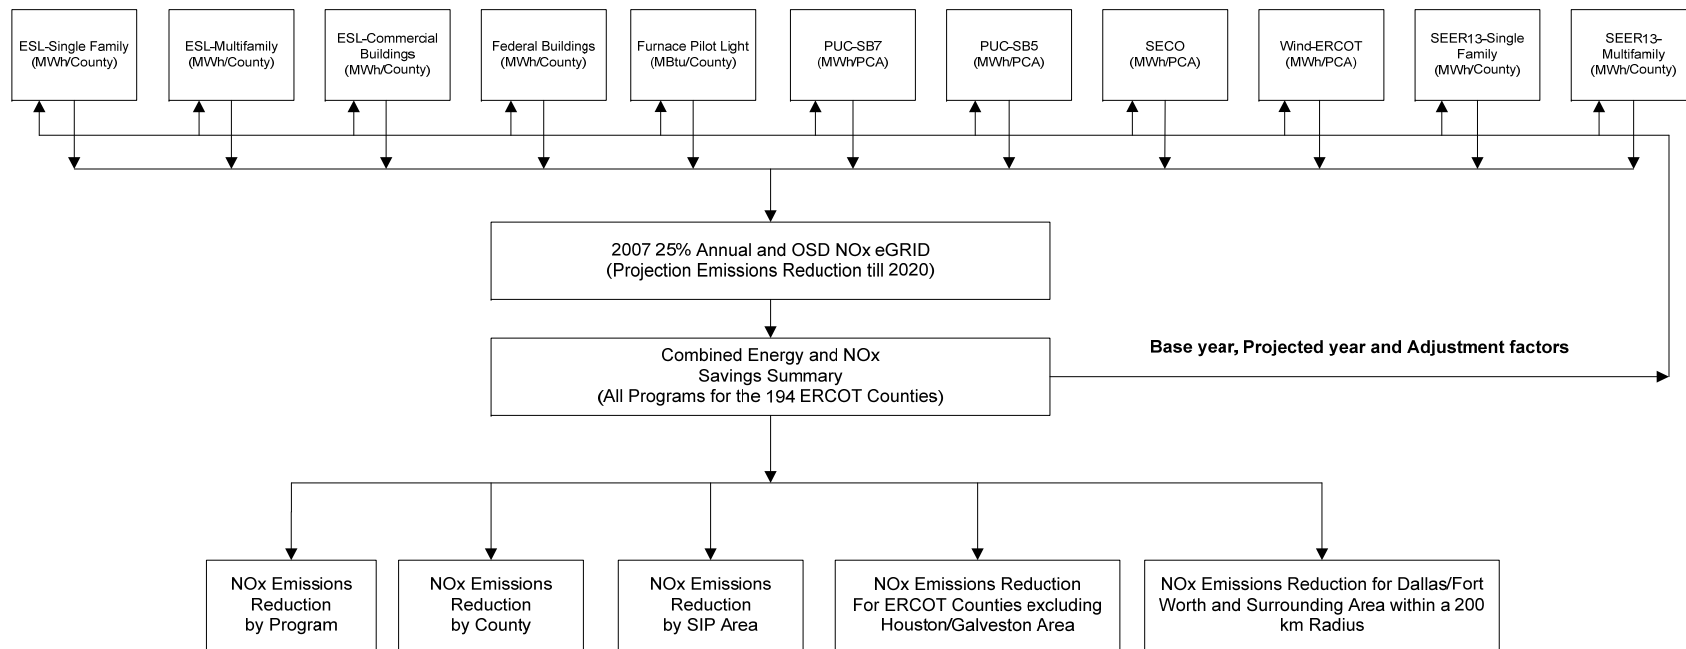 ESL-Single Family
(MWh/County)
ESL-Multifamily
(MWh/County)
ESL-Commercial
Buildings
(MWh/County)
Federal Buildings
(MWh/County)
Furnace Pilot Light
(MBtu/County)
PUC-SB7
(MWh/PCA)
PUC-SB5
(MWh/PCA)
SECO
(MWh/PCA)
Wind-ERCOT
(MWh/PCA)
SEER13-Single
Family
(MWh/County)
SEER13-
Multifamily
(MWh/County)
2007 25% Annual and OSD NOx eGRID
(Projection Emissions Reduction till 2020)
Combined Energy and NOx
Savings Summary
(All Programs for the 194 ERCOT Counties)
Base year, Projected year and Adjustment factors
NOx Emissions
Reduction
by Program
NOx Emissions
Reduction
by County
NOx Emissions
Reduction
by SIP Area
NOx Emissions Reduction
For ERCOT Counties excluding
Houston/Galveston Area
NOx Emissions Reduction for Dallas/Fort
Worth and Surrounding Area within a 200
km Radius